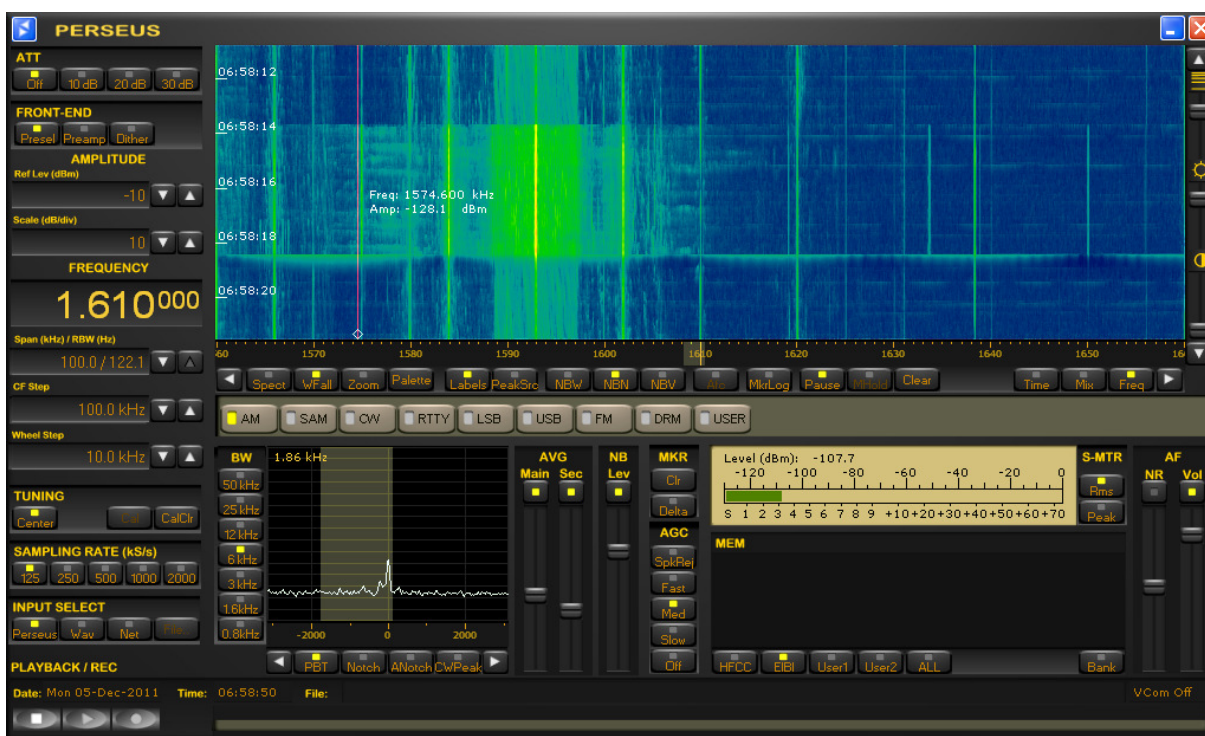 PERSEUS
ATT
Off 10 dB 20 dB 30 dB
FRONT-END
Presel Preamp Dither
AMPLITUDE
Ref Lev (dBm)
-10
Scale (dB/div)
10
FREQUENCY
1.610000
Span (kHz) / RBW (Hz)
100.0 / 122.1
CF Step
100.0 kHz
Wheel Step
10.0 kHz
TUNING
Center Cal CalClr
SAMPLING RATE (kS/s)
125 250 500 1000 2000
INPUT SELECT
Perseus Wav Net File..
PLAYBACK / REC
06:58:12
06:58:14
06:58:16
Freq: 1574.600 kHz
Amp: -128.1 dBm
06:58:18
06:58:20
60 1570 1580 1590 1600 1610 1620 1630 1640 1650 16
Spect WFall Zoom Palette Labels PeakSrc NBW NBN NBV MkrLog Pause MHold Clear Time Mix Freq
AM SAM CW RTTY LSB USB FM DRM USER
BW
50 kHz
25 kHz
12 kHz
6 kHz
3 kHz
1.6kHz
0.8kHz
1.86 kHz
-2000 0 2000
PBT Notch ANotch CWPeak
AVG
Main Sec
NB
Lev
MKR
Clr
Delta
AGC
SpkRej
Fast
Med
Slow
Off
Level (dBm): -107.7
-120 -100 -80 -60 -40 -20 0
S 1 2 3 4 5 6 7 8 9 +10+20+30+40+50+60+70
S-MTR
Rms
Peak
AF
NR Vol
MEM
HFCC EIBI User1 User2 ALL Bank
Date: Mon 05-Dec-2011 Time: 06:58:50 File:
VCom Off